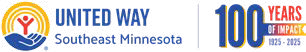 UNITED WAY
Southeast Minnesota
100 YEARS
OF IMPACT
1925 - 2025